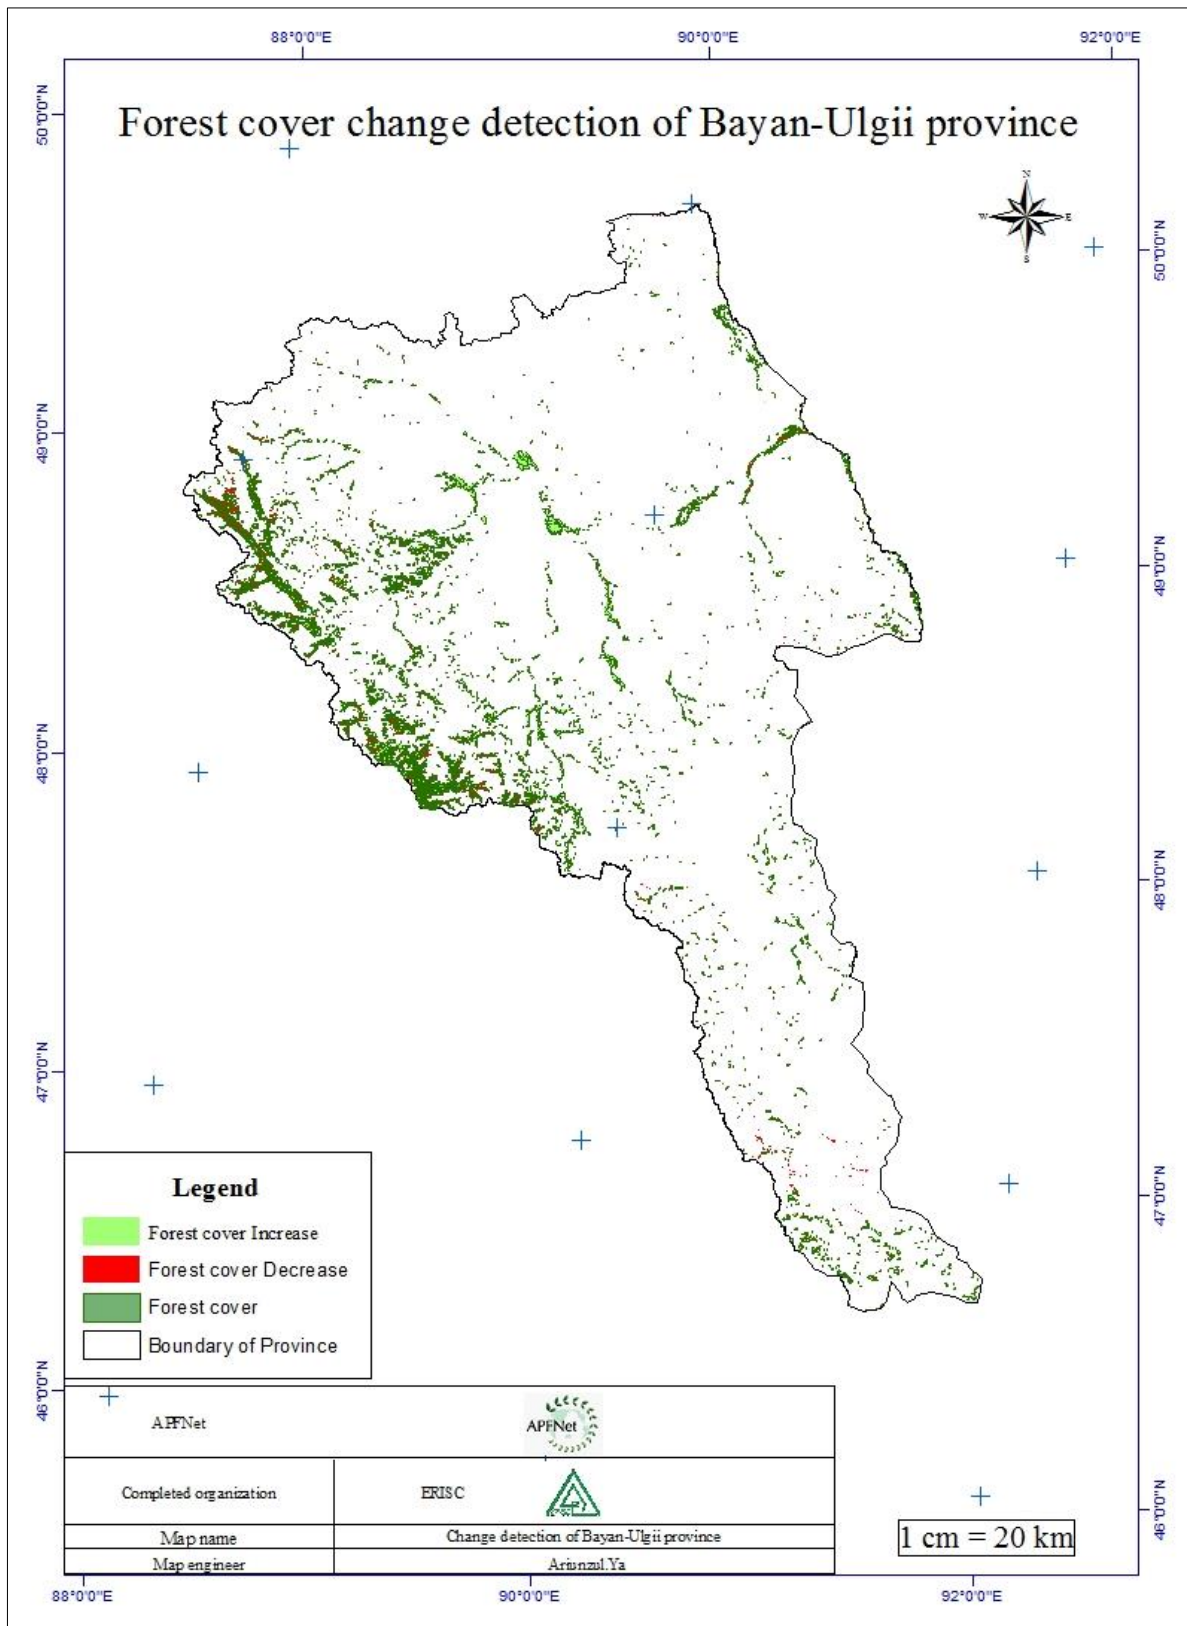 88°0'0"E 90°0'0"E 92°0'0"E
50°0'0"N
Forest cover change detection of Bayan-Ulgii province
N
W E
S
50°0'0"N
49°0'0"N
49°0'0"N
48°0'0"N
48°0'0"N
47°0'0"N
47°0'0"N
Legend
Forest cover Increase
Forest cover Decrease
Forest cover
Boundary of Province
46°0'0"N
APFNet
APFNet
Completed organization ERISC
Map name Change detection of Bayan-Ulgii province
Map engineer Ariunzul.Ya
1 cm = 20 km
46°0'0"N
88°0'0"E 90°0'0"E 92°0'0"E